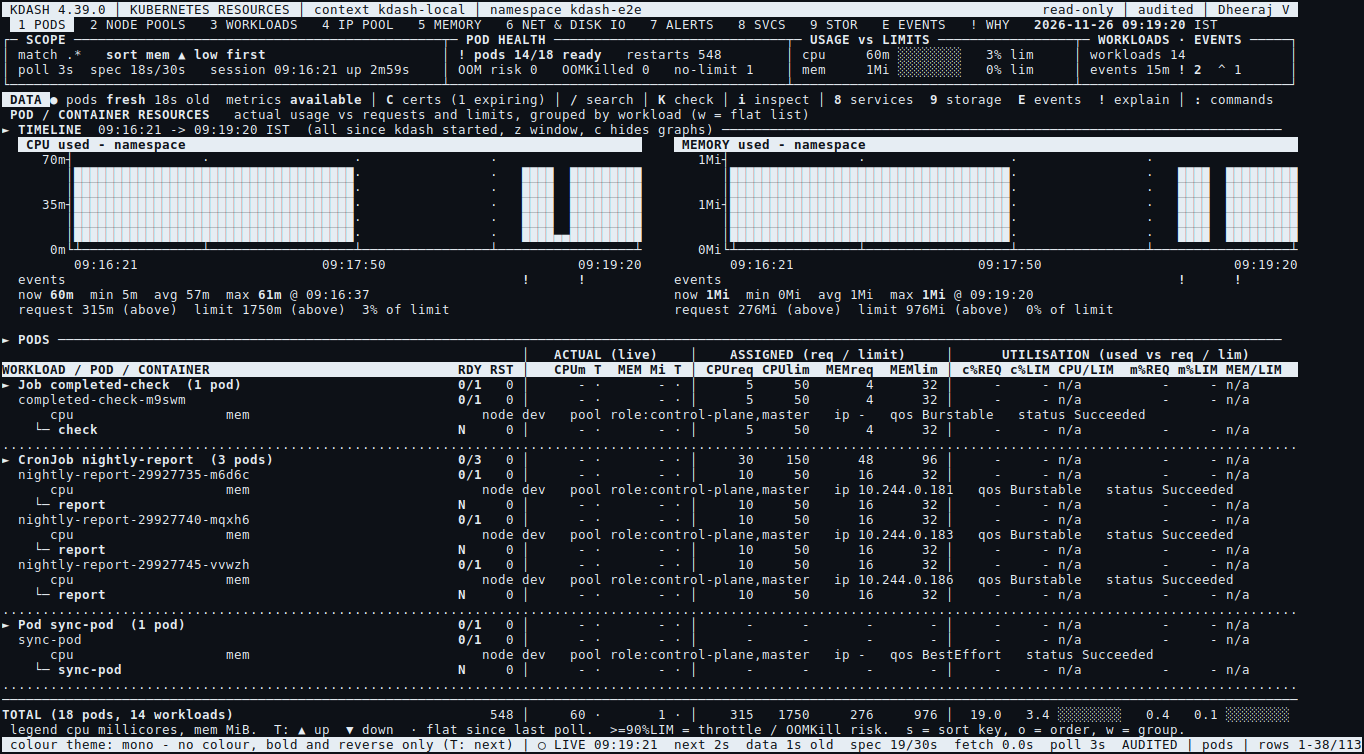 KDASH 4.39.0 │ KUBERNETES RESOURCES │ context kdash-local │ namespace kdash-e2e read-only │ audited │ Dheeraj V
1 PODS 2 NODE POOLS 3 WORKLOADS 4 IP POOL 5 MEMORY 6 NET & DISK IO 7 ALERTS 8 SVCS 9 STOR E EVENTS ! WHY 2026-11-26 09:19:20 IST
SCOPE POD HEALTH USAGE vs LIMITS WORKLOADS · EVENTS
match .* sort mem ▲ low first │ ! pods 14/18 ready restarts 548 │ cpu 60m 3% lim │ workloads 14
poll 3s spec 18s/30s session 09:16:21 up 2m59s │ OOM risk 0 OOMKilled 0 no-limit 1 │ mem 1Mi 0% lim │ events 15m ! 2 ^ 1
DATA ● pods fresh 18s old metrics available │ C certs (1 expiring) │ / search │ K check │ i inspect │ 8 services 9 storage E events ! explain │ : commands
POD / CONTAINER RESOURCES actual usage vs requests and limits, grouped by workload (w = flat list)
► TIMELINE 09:16:21 -> 09:19:20 IST (all since kdash started, z window, c hides graphs)
CPU used - namespace MEMORY used - namespace
70m 1Mi
35m 1Mi
0m 0Mi
09:16:21 09:17:50 09:19:20 09:16:21 09:17:50 09:19:20
events ! ! events ! !
now 60m min 5m avg 57m max 61m @ 09:16:37 now 1Mi min 0Mi avg 1Mi max 1Mi @ 09:19:20
request 315m (above) limit 1750m (above) 3% of limit request 276Mi (above) limit 976Mi (above) 0% of limit
► PODS
│ ACTUAL (live) │ ASSIGNED (req / limit) │ UTILISATION (used vs req / lim)
WORKLOAD / POD / CONTAINER RDY RST │ CPUm T MEM Mi T │ CPUreq CPUlim MEMreq MEMlim │ c%REQ c%LIM CPU/LIM m%REQ m%LIM MEM/LIM
► Job completed-check (1 pod) 0/1 0 │ - · - · │ 5 50 4 32 │ - - n/a - - n/a
completed-check-m9swm 0/1 0 │ - · - · │ 5 50 4 32 │ - - n/a - - n/a
cpu mem node dev pool role:control-plane,master ip - qos Burstable status Succeeded
└─ check N 0 │ - · - · │ 5 50 4 32 │ - - n/a - - n/a
► CronJob nightly-report (3 pods) 0/3 0 │ - · - · │ 30 150 48 96 │ - - n/a - - n/a
nightly-report-29927735-m6d6c 0/1 0 │ - · - · │ 10 50 16 32 │ - - n/a - - n/a
cpu mem node dev pool role:control-plane,master ip 10.244.0.181 qos Burstable status Succeeded
└─ report N 0 │ - · - · │ 10 50 16 32 │ - - n/a - - n/a
nightly-report-29927740-mqxh6 0/1 0 │ - · - · │ 10 50 16 32 │ - - n/a - - n/a
cpu mem node dev pool role:control-plane,master ip 10.244.0.183 qos Burstable status Succeeded
└─ report N 0 │ - · - · │ 10 50 16 32 │ - - n/a - - n/a
nightly-report-29927745-vvwzh 0/1 0 │ - · - · │ 10 50 16 32 │ - - n/a - - n/a
cpu mem node dev pool role:control-plane,master ip 10.244.0.186 qos Burstable status Succeeded
└─ report N 0 │ - · - · │ 10 50 16 32 │ - - n/a - - n/a
► Pod sync-pod (1 pod) 0/1 0 │ - · - · │ - - - - │ - - n/a - - n/a
sync-pod 0/1 0 │ - · - · │ - - - - │ - - n/a - - n/a
cpu mem node dev pool role:control-plane,master ip - qos BestEffort status Succeeded
└─ sync-pod N 0 │ - · - · │ - - - - │ - - n/a - - n/a
TOTAL (18 pods, 14 workloads) 548 │ 60 · 1 · │ 315 1750 276 976 │ 19.0 3.4 0.4 0.1
legend cpu millicores, mem MiB. T: ▲ up ▼ down · flat since last poll. >=90%LIM = throttle / OOMKill risk. s = sort key, o = order, w = group.
colour theme: mono - no colour, bold and reverse only (T: next) │ ○ LIVE 09:19:21 next 2s data 1s old spec 19/30s fetch 0.0s poll 3s AUDITED │ pods │ rows 1-38/113